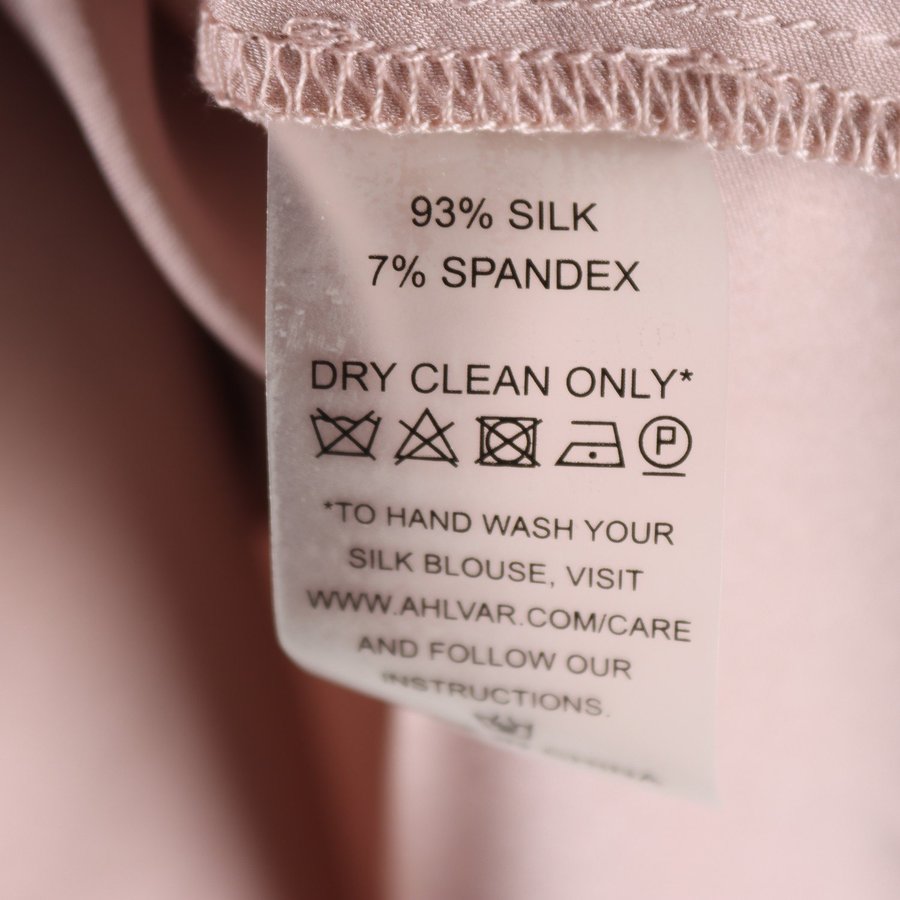 93% SILK
7% SPANDEX
DRY CLEAN ONLY*
P
*TO HAND WASH YOUR
SILK BLOUSE, VISIT
WWW.AHLVAR.COM/CARE
AND FOLLOW OUR
INSTRUCTIONS.